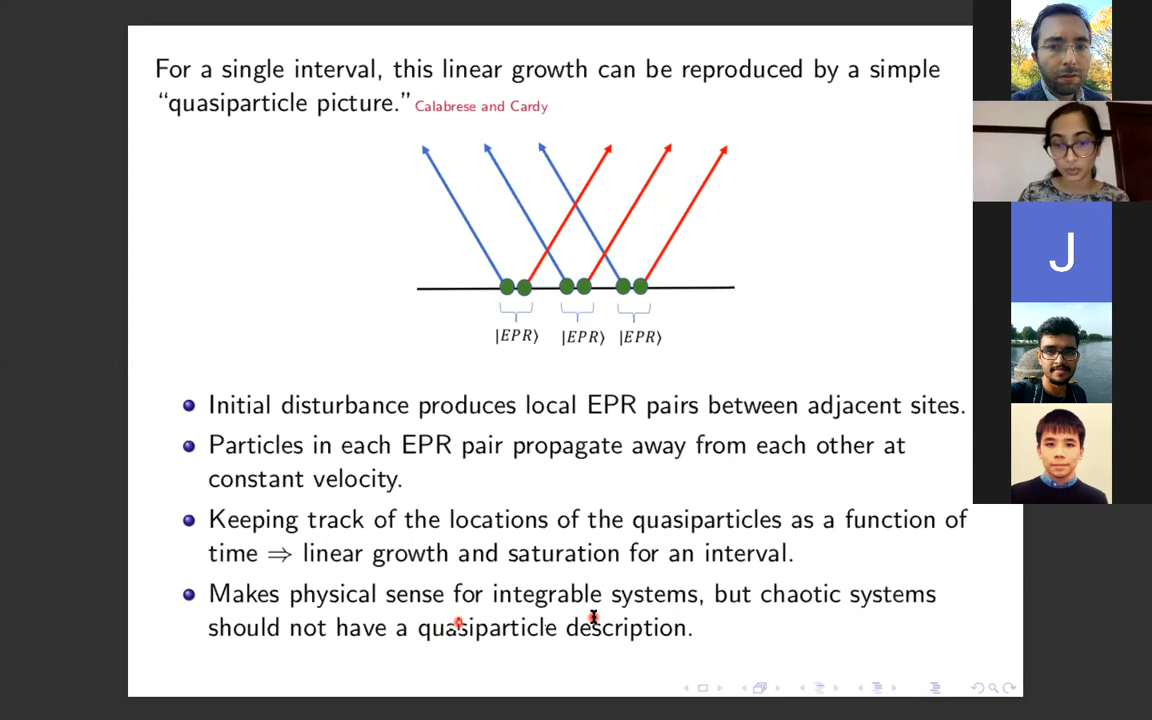 For a single interval, this linear growth can be reproduced by a simple
“quasiparticle picture.” Calabrese and Cardy
|EPR⟩ |EPR⟩ |EPR⟩
Initial disturbance produces local EPR pairs between adjacent sites.
Particles in each EPR pair propagate away from each other at
constant velocity.
Keeping track of the locations of the quasiparticles as a function of
time ⇒ linear growth and saturation for an interval.
Makes physical sense for integrable systems, but chaotic systems
should not have a quasiparticle description.
J